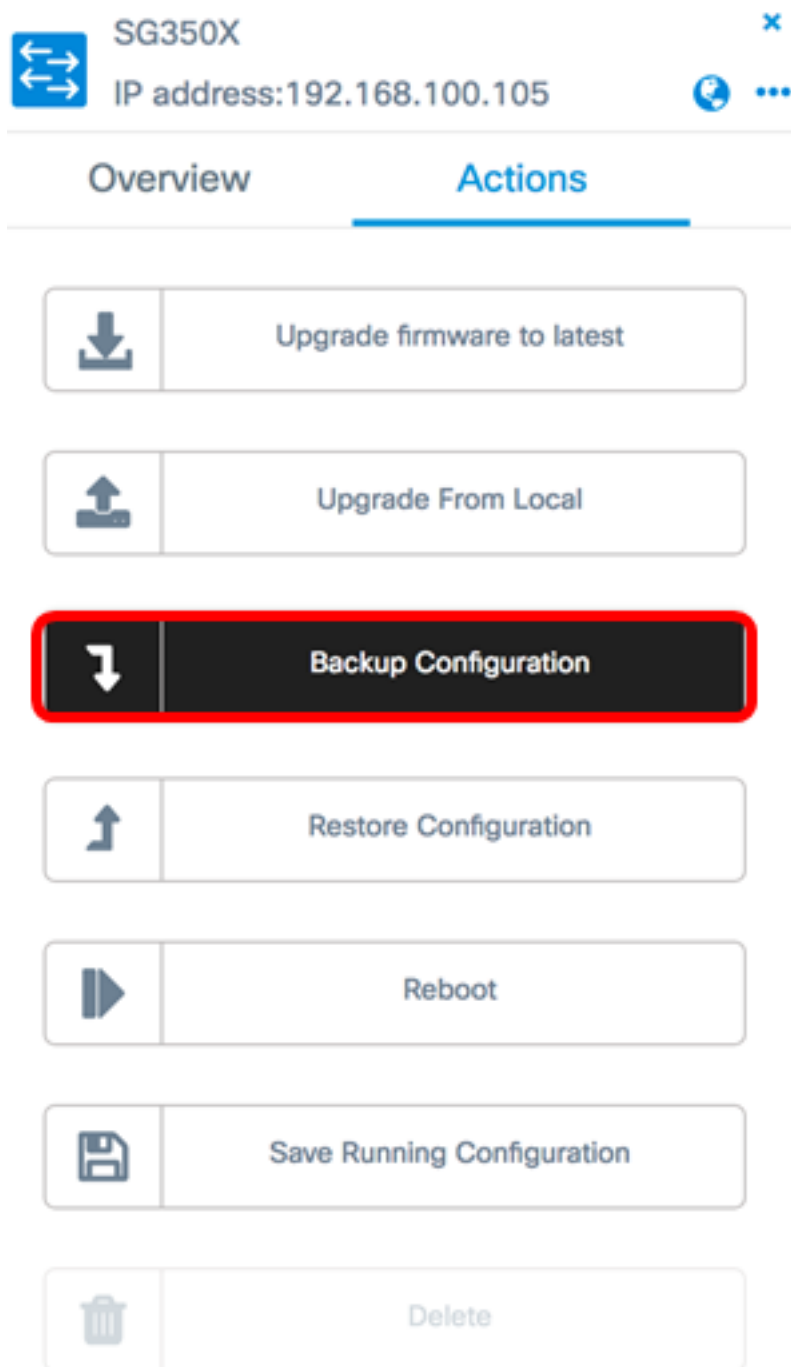 SG350X
IP address:192.168.100.105
Overview
Actions
Upgrade firmware to latest
Upgrade From Local
Backup Configuration
Restore Configuration
Reboot
Save Running Configuration
Delete